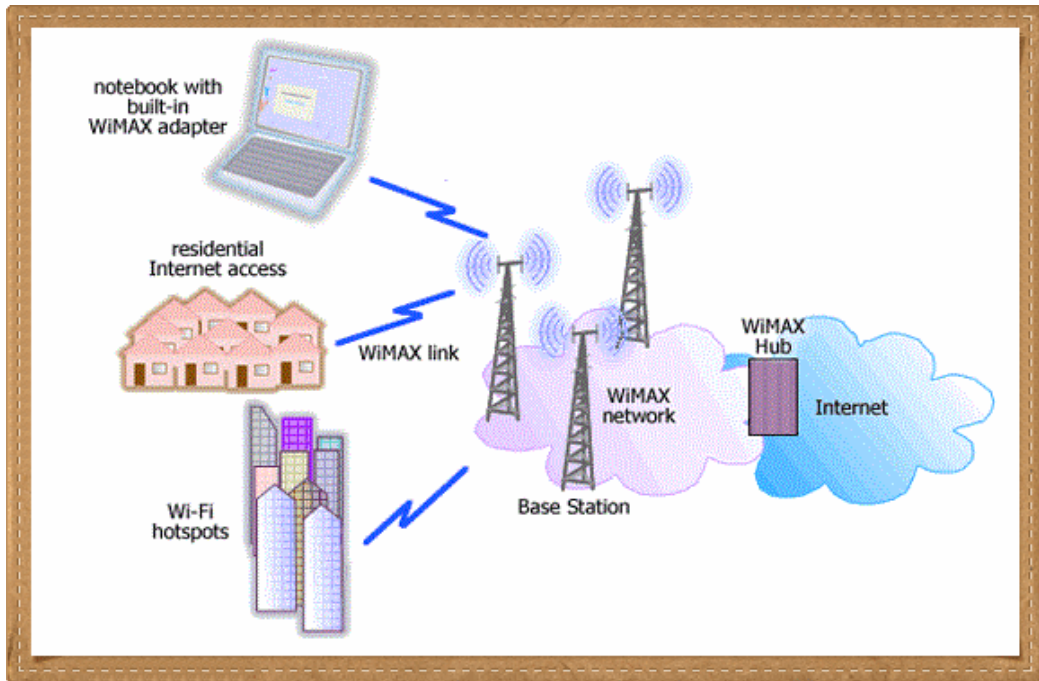 notebook with
built-in
WiMAX adapter
residential
Internet access
WiMAX link
Wi-Fi
hotspots
WiMAX
network
Base Station
WiMAX
Hub
Internet